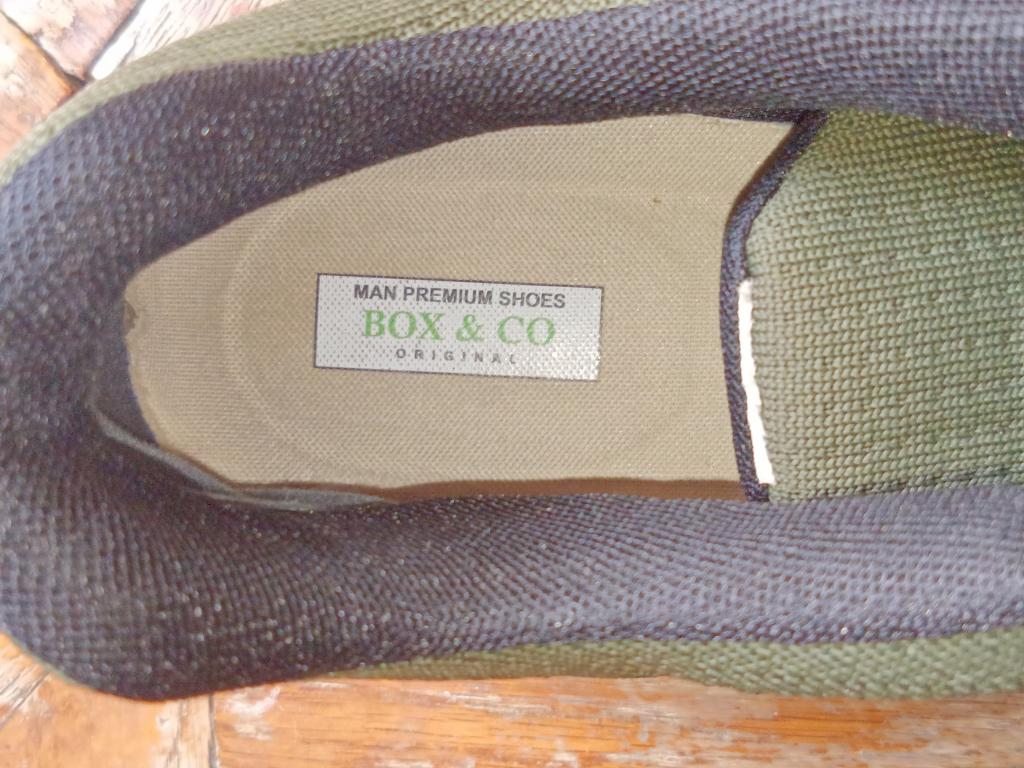 MAN PREMIUM SHOES
BOX & CO
ORIGINAL